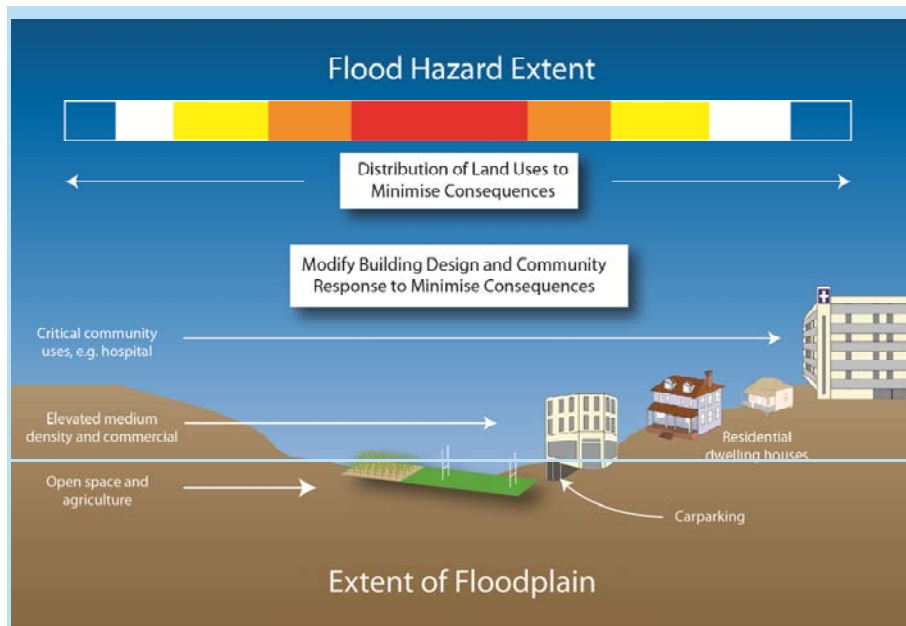 Flood Hazard Extent
Distribution of Land Uses to
Minimise Consequences
Modify Building Design and Community
Response to Minimise Consequences
Critical community
uses, e.g. hospital
Elevated medium
density and commercial
Residential
dwelling houses
Open space and
agriculture
Carparking
Extent of Floodplain